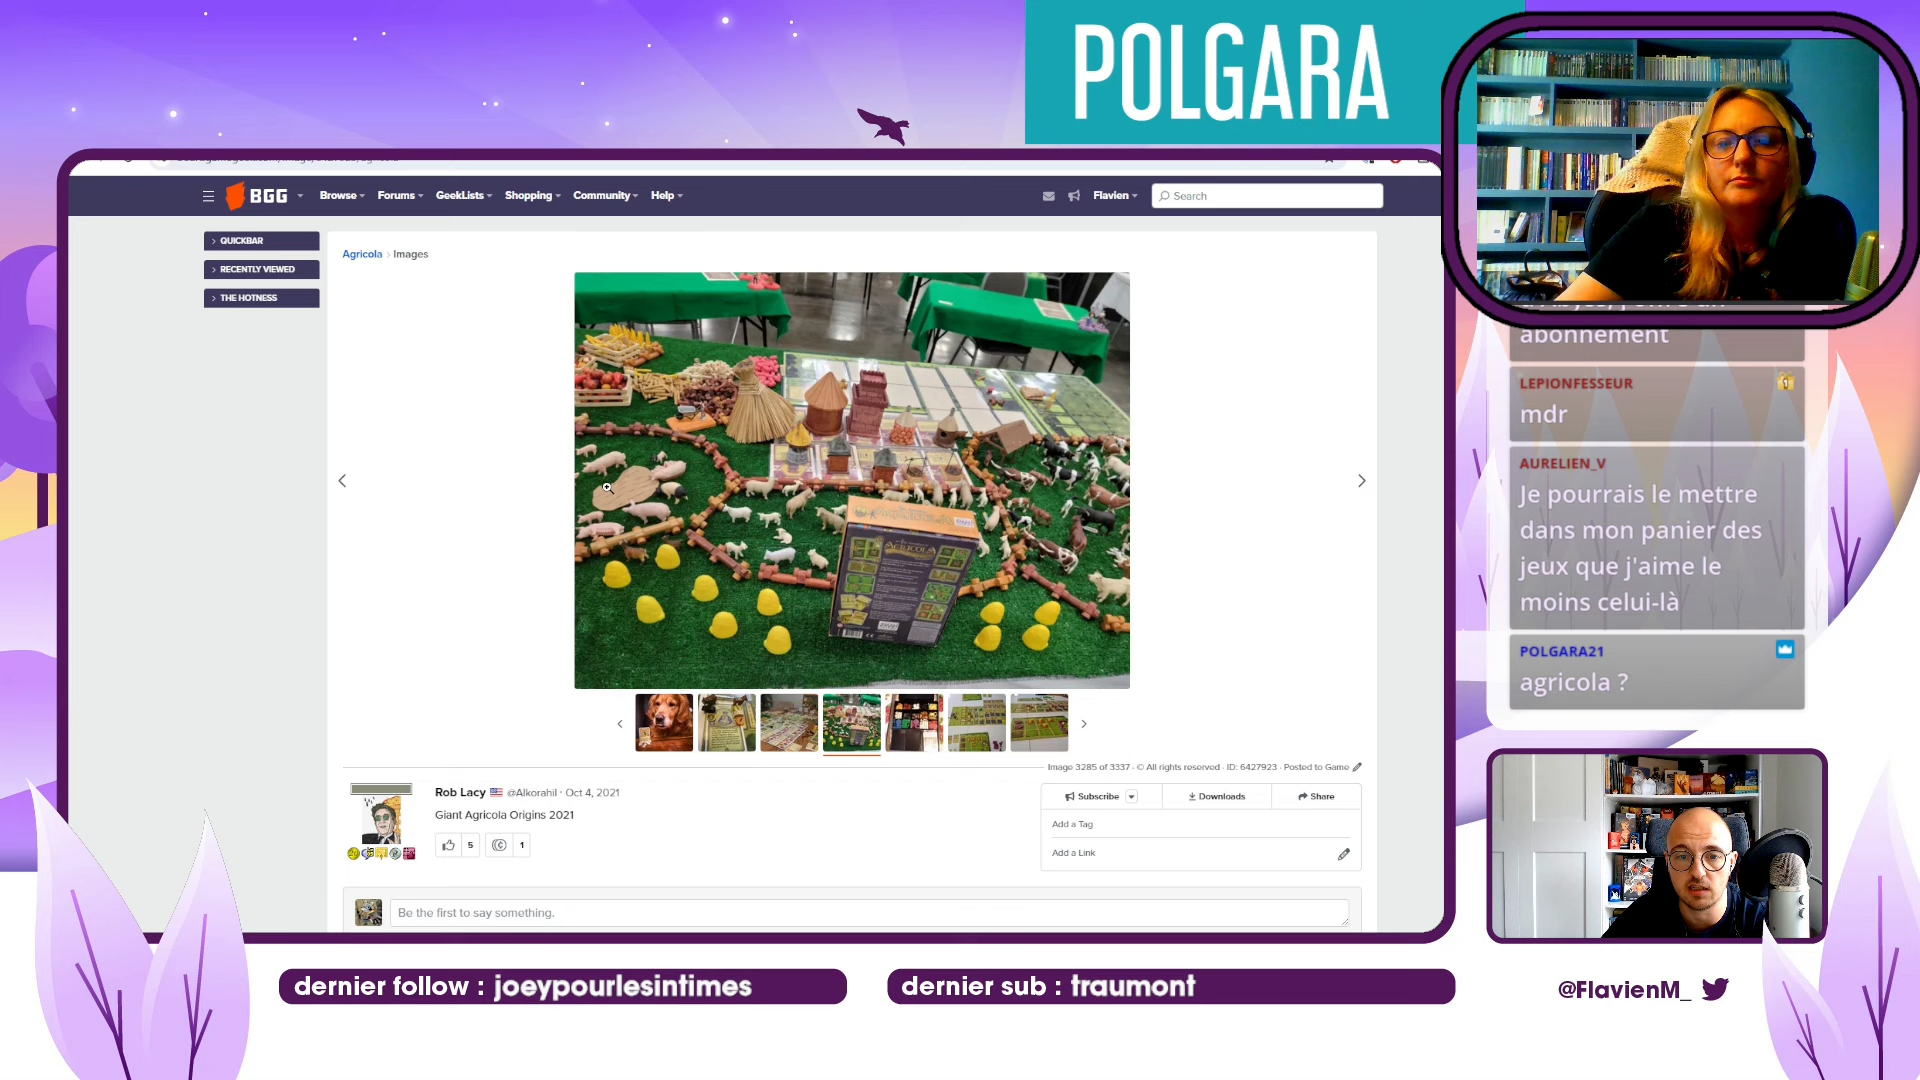 POLGARA
BGG
Browse
Forums
GeekLists
Shopping
Community
Help
Flavien
Search
QUICKBAR
RECENTLY VIEWED
THE HOTNESS
Agricola › Images
AGRICOLA
Image 3285 of 3337 · © All rights reserved · ID: 6427923 · Posted to Game
Rob Lacy @Alkorahil · Oct 4, 2021
Giant Agricola Origins 2021
5
1
Subscribe
Downloads
Share
Add a Tag
Add a Link
Be the first to say something.
abonnement
LEPIONFESSEUR
1
mdr
AURELIEN_V
Je pourrais le mettre
dans mon panier des
jeux que j'aime le
moins celui-là
POLGARA21
agricola ?
dernier follow : joeypourlesintimes
dernier sub : traumont
@FlavienM_